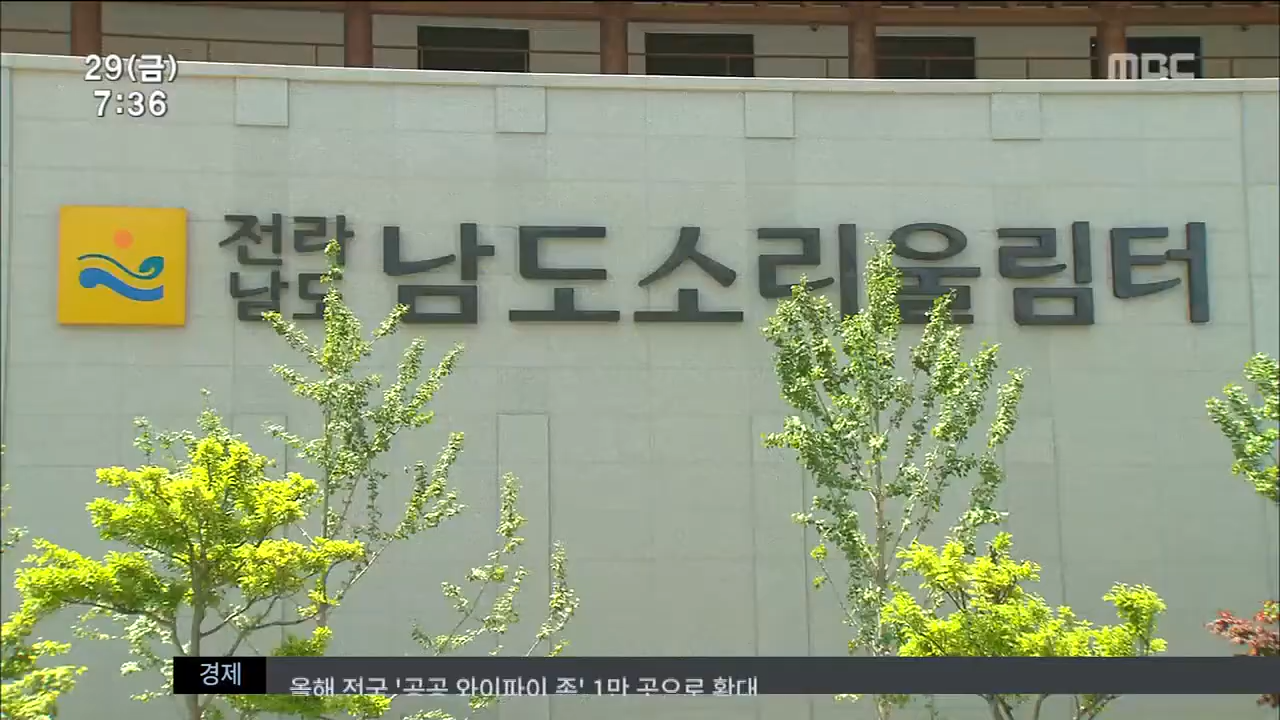 29(금)
7:36
MBC
전라
남도
남도소리울림터
경제
올해 전국 '공공 와이파이 존' 1만 곳으로 확대